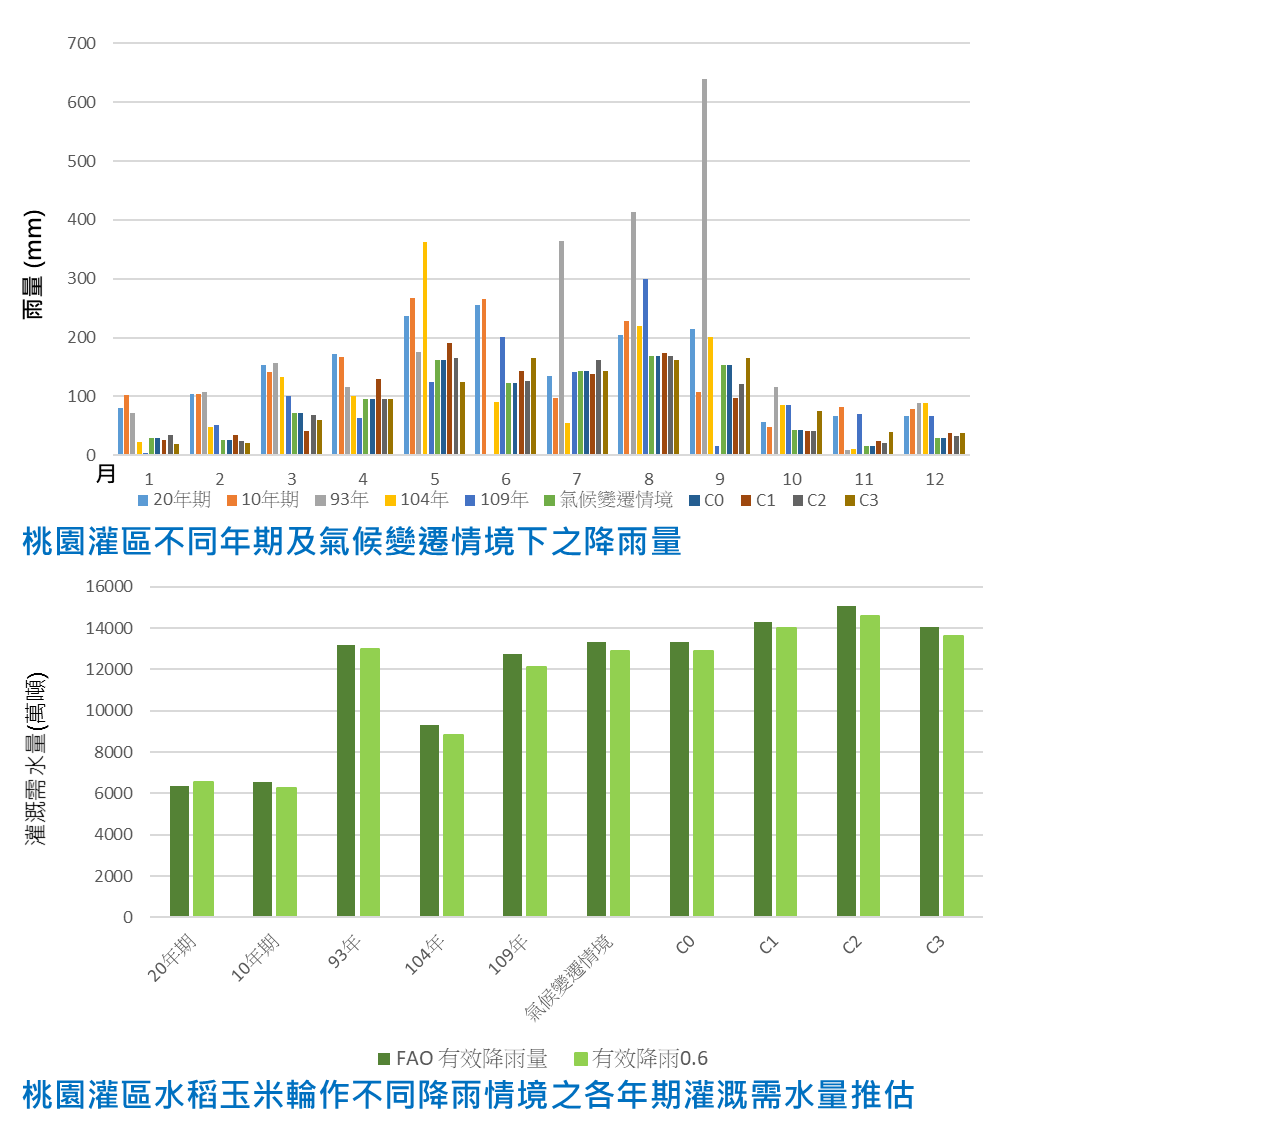 700
600
500
400
300
200
100
0
雨量 (mm)
月
1 2 3 4 5 6 7 8 9 10 11 12
20年期 10年期 93年 104年 109年 氣候變遷情境 C0 C1 C2 C3
桃園灌區不同年期及氣候變遷情境下之降雨量
16000
14000
12000
10000
8000
6000
4000
2000
0
灌溉需水量(萬噸)
20年期 10年期 93年 104年 109年 氣候變遷情境 C0 C1 C2 C3
FAO 有效降雨量 有效降雨0.6
桃園灌區水稻玉米輪作不同降雨情境之各年期灌溉需水量推估